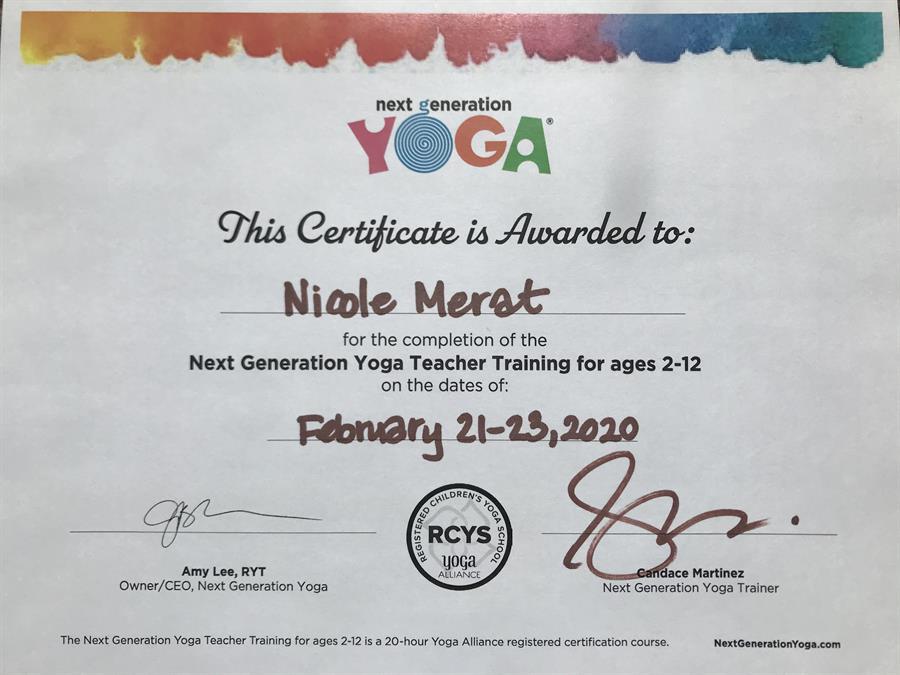 next generation
YOGA®
This Certificate is Awarded to:
Nicole Merat
for the completion of the
Next Generation Yoga Teacher Training for ages 2-12
on the dates of:
February 21-23, 2020
REGISTERED CHILDREN'S YOGA SCHOOL
RCYS
yoga
ALLIANCE
Amy Lee, RYT
Owner/CEO, Next Generation Yoga
Candace Martinez
Next Generation Yoga Trainer
The Next Generation Yoga Teacher Training for ages 2-12 is a 20-hour Yoga Alliance registered certification course.
NextGenerationYoga.com